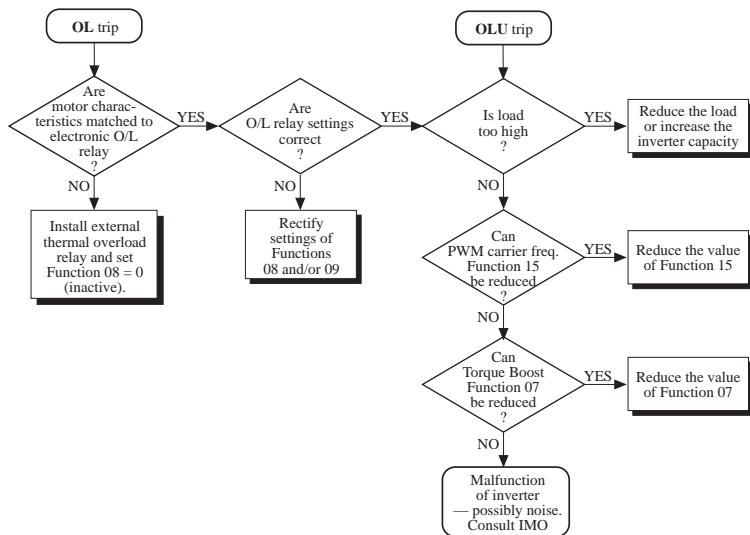 OL trip
OLU trip
Are
motor charac-
teristics matched to
electronic O/L
relay
?
YES
Are
O/L relay settings
correct
?
YES
Is load
too high
?
YES
Reduce the load
or increase the
inverter capacity
NO
Install external
thermal overload
relay and set
Function 08 = 0
(inactive).
NO
Rectify
settings of
Functions
08 and/or 09
NO
Can
PWM carrier freq.
Function 15
be reduced
?
YES
Reduce the value
of Function 15
NO
Can
Torque Boost
Function 07
be reduced
?
YES
Reduce the value
of Function 07
NO
Malfunction
of inverter
— possibly noise.
Consult IMO